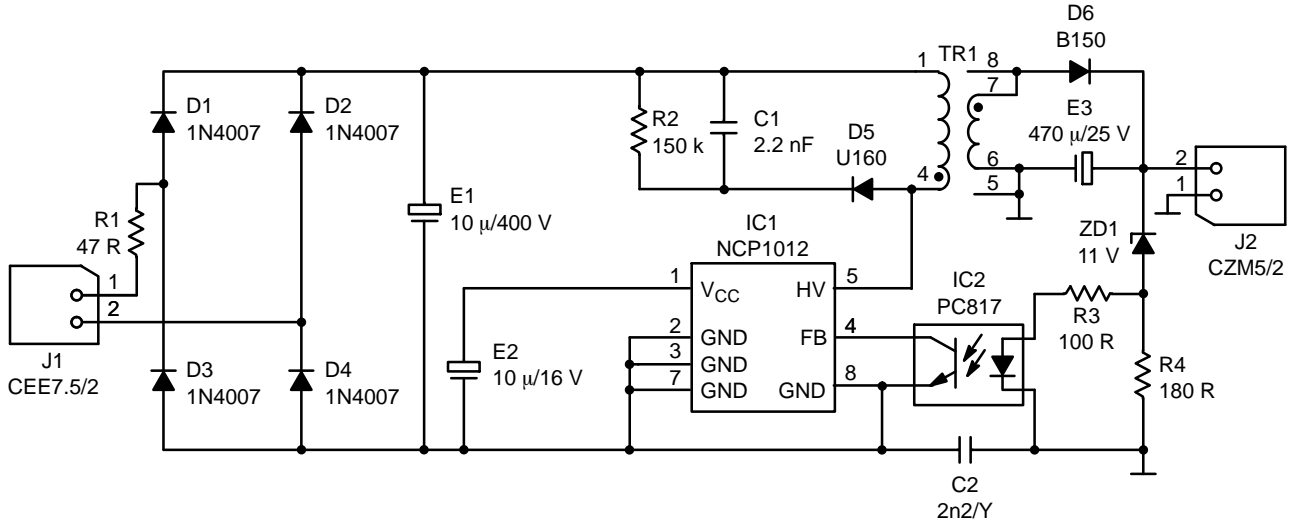 D6
B150
1
TR1
8
7
D1
1N4007
D2
1N4007
R2
150 k
C1
2.2 nF
D5
U160
E3
470 μ/25 V
4
6
5
2
1
R1
47 R
E1
10 μ/400 V
IC1
NCP1012
ZD1
11 V
J2
CZM5/2
1
2
J1
CEE7.5/2
1
VCC
HV
5
IC2
PC817
R3
100 R
2
GND
FB
4
3
GND
7
GND
GND
8
E2
10 μ/16 V
D3
1N4007
D4
1N4007
R4
180 R
C2
2n2/Y